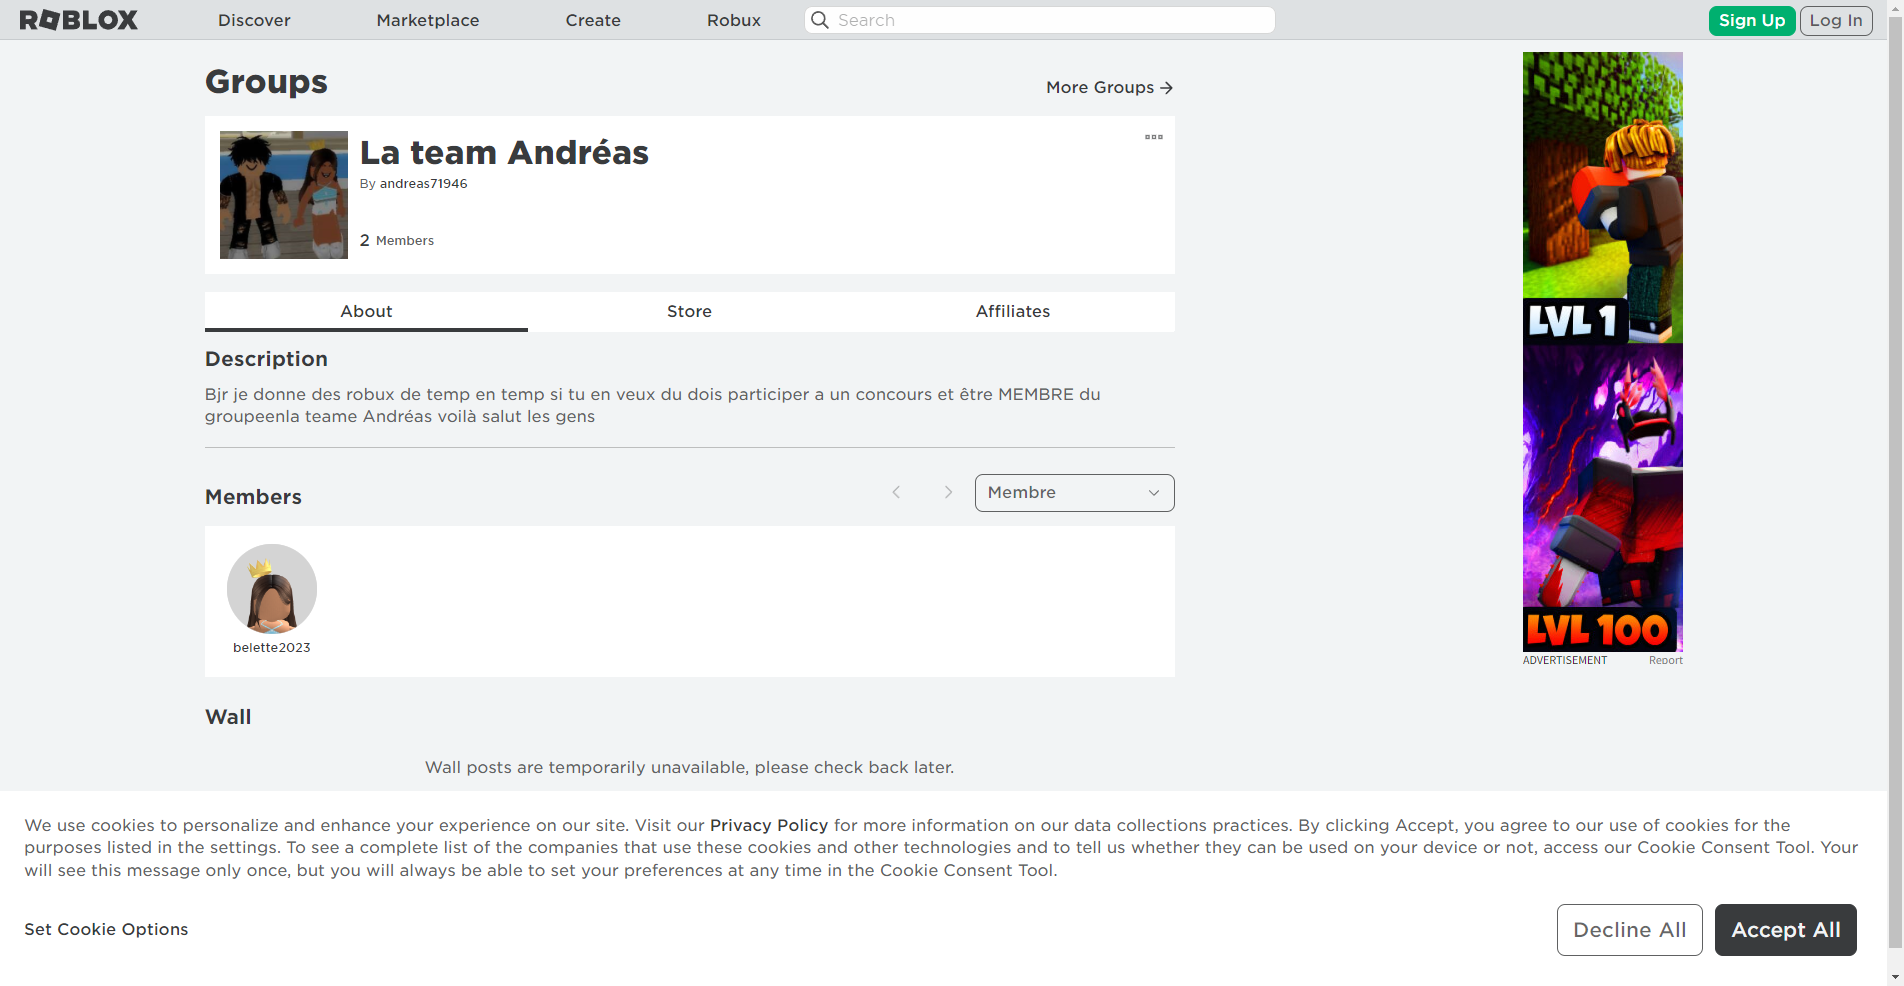 ROBLOX
Discover
Marketplace
Create
Robux
Search
Sign Up
Log In
Groups
More Groups
La team Andréas
By andreas71946
2 Members
About
Store
Affiliates
Description
Bjr je donne des robux de temp en temp si tu en veux du dois participer a un concours et être MEMBRE du
groupeenla teame Andréas voilà salut les gens
Members
Membre
belette2023
Wall
Wall posts are temporarily unavailable, please check back later.
LVL 1
LVL 100
ADVERTISEMENT
Report
We use cookies to personalize and enhance your experience on our site. Visit our Privacy Policy for more information on our data collections practices. By clicking Accept, you agree to our use of cookies for the
purposes listed in the settings. To see a complete list of the companies that use these cookies and other technologies and to tell us whether they can be used on your device or not, access our Cookie Consent Tool. Your
will see this message only once, but you will always be able to set your preferences at any time in the Cookie Consent Tool.
Set Cookie Options
Decline All
Accept All